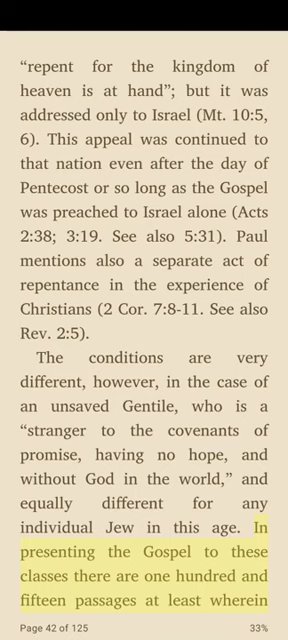 “repent for the kingdom of
heaven is at hand”; but it was
addressed only to Israel (Mt. 10:5,
6). This appeal was continued to
that nation even after the day of
Pentecost or so long as the Gospel
was preached to Israel alone (Acts
2:38; 3:19. See also 5:31). Paul
mentions also a separate act of
repentance in the experience of
Christians (2 Cor. 7:8-11. See also
Rev. 2:5).
The conditions are very
different, however, in the case of
an unsaved Gentile, who is a
“stranger to the covenants of
promise, having no hope, and
without God in the world,” and
equally different for any
individual Jew in this age. In
presenting the Gospel to these
classes there are one hundred and
fifteen passages at least wherein
Page 42 of 125 33%